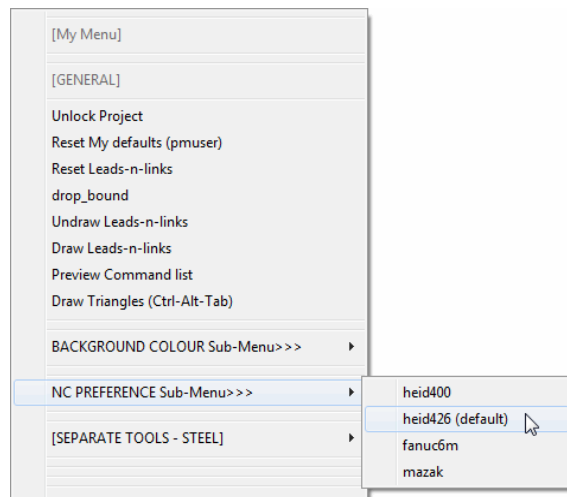 [My Menu]
[GENERAL]
Unlock Project
Reset My defaults (pmuser)
Reset Leads-n-links
drop_bound
Undraw Leads-n-links
Draw Leads-n-links
Preview Command list
Draw Triangles (Ctrl-Alt-Tab)
BACKGROUND COLOUR Sub-Menu>>>
NC PREFERENCE Sub-Menu>>>
heid400
heid426 (default)
[SEPARATE TOOLS - STEEL]
fanuc6m
mazak